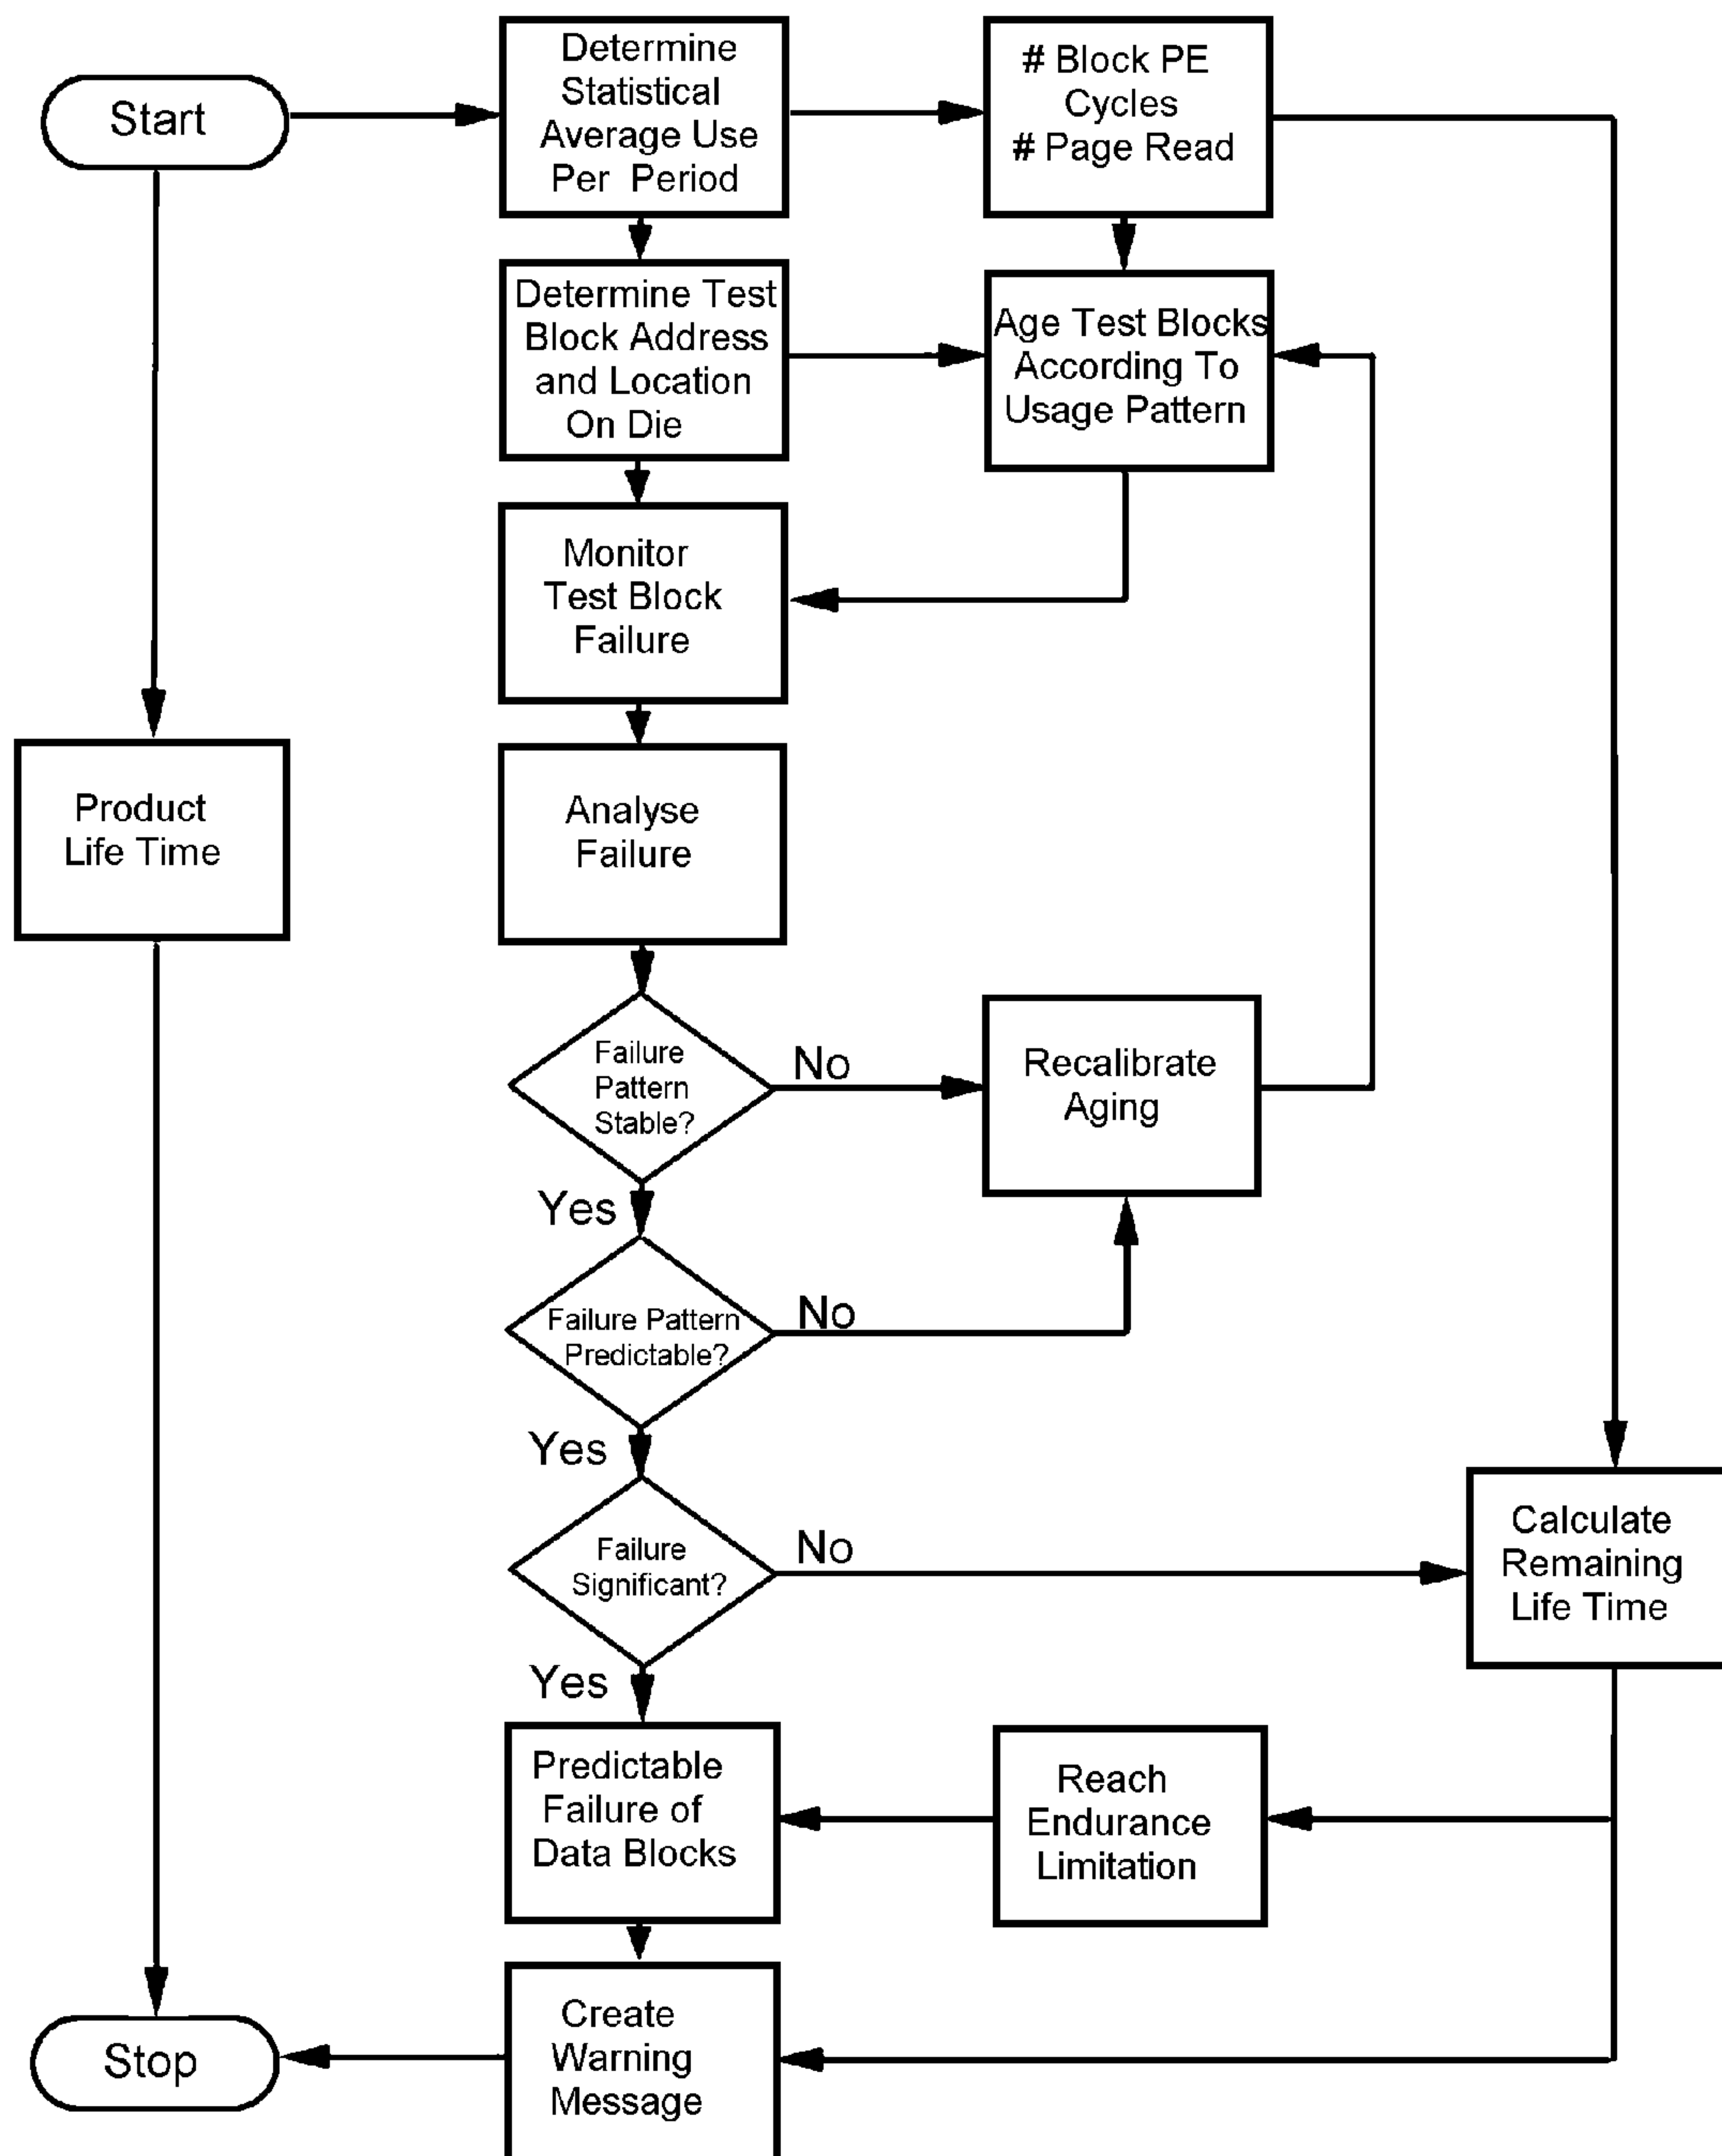 Start
Determine
Statistical
Average Use
Per Period
# Block PE
Cycles
# Page Read
Determine Test
Block Address
and Location
On Die
Age Test Blocks
According To
Usage Pattern
Monitor
Test Block
Failure
Product
Life Time
Analyse
Failure
Failure
Pattern
Stable?
No
Recalibrate
Aging
Yes
Failure Pattern
Predictable?
No
Yes
Failure
Significant?
No
Calculate
Remaining
Life Time
Yes
Predictable
Failure of
Data Blocks
Reach
Endurance
Limitation
Create
Warning
Message
Stop